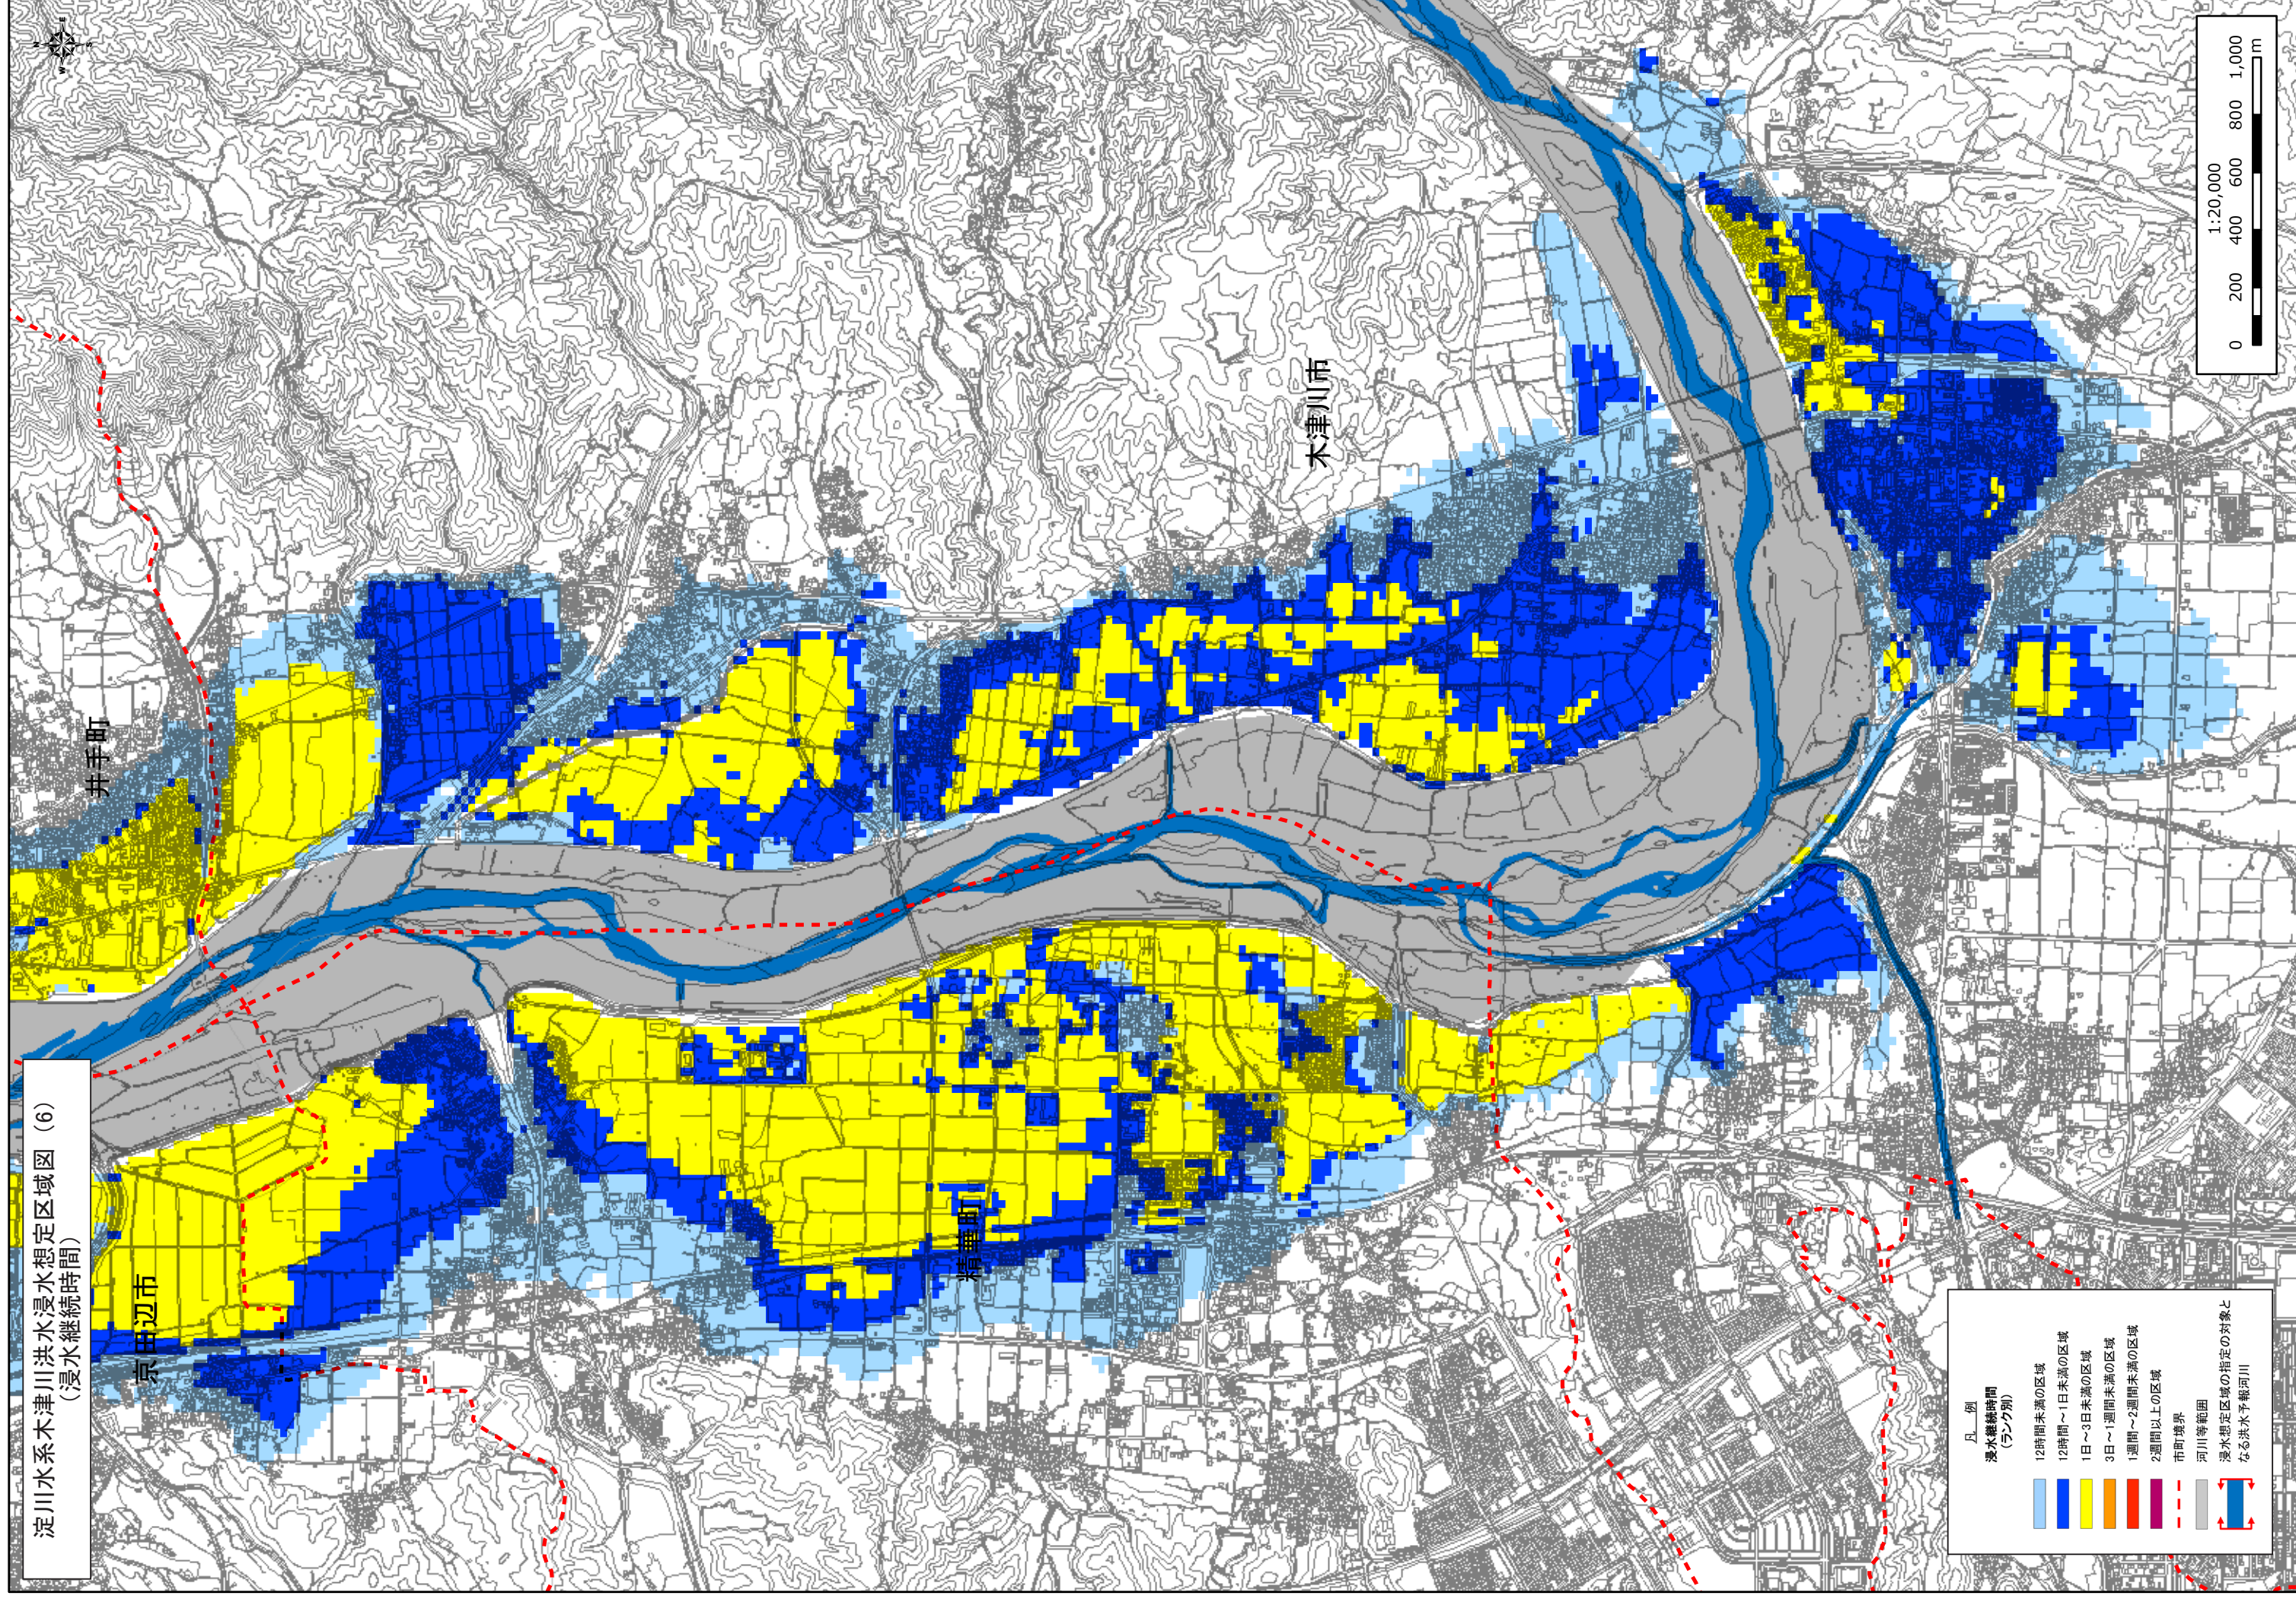 淀川水系木津川洪水浸水想定区域図（6）
（浸水継続時間）
N
W
E
S
井手町
京田辺市
精華町
木津川市
凡 例
浸水継続時間
（ランク別）
12時間未満の区域
12時間～1日未満の区域
1日～3日未満の区域
3日～1週間未満の区域
1週間～2週間未満の区域
2週間以上の区域
市町境界
河川等範囲
浸水想定区域の指定の対象と
なる洪水予報河川
1:20,000
0 200 400 600 800 1,000
m